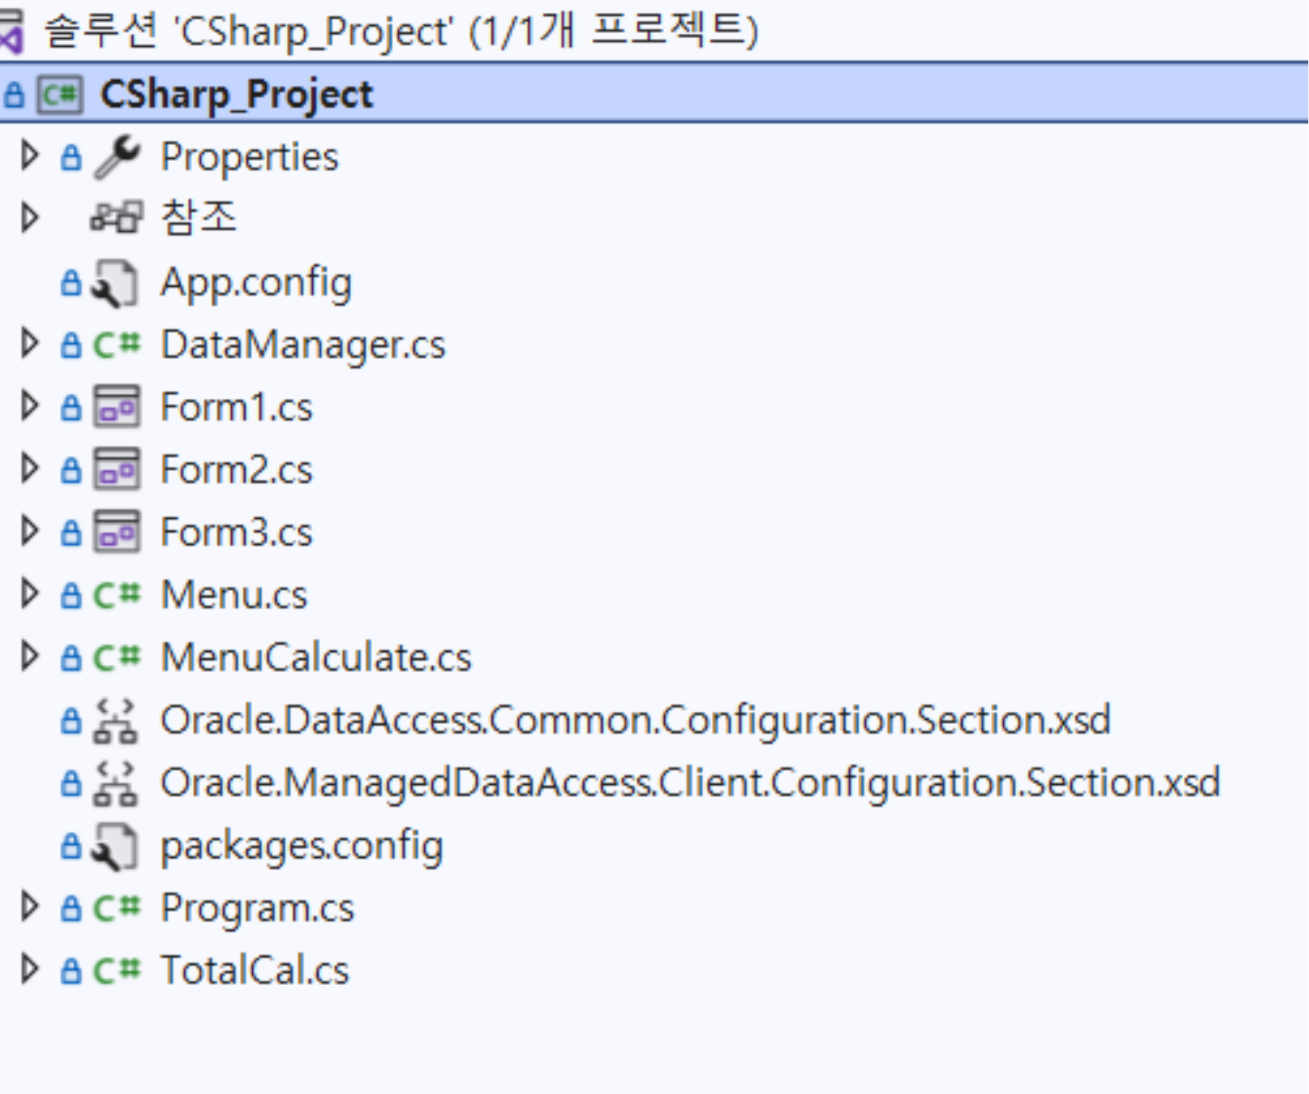 솔루션 'CSharp_Project' (1/1개 프로젝트)
C# CSharp_Project
Properties
참조
App.config
C# DataManager.cs
Form1.cs
Form2.cs
Form3.cs
C# Menu.cs
C# MenuCalculate.cs
Oracle.DataAccess.Common.Configuration.Section.xsd
Oracle.ManagedDataAccess.Client.Configuration.Section.xsd
packages.config
C# Program.cs
C# TotalCal.cs